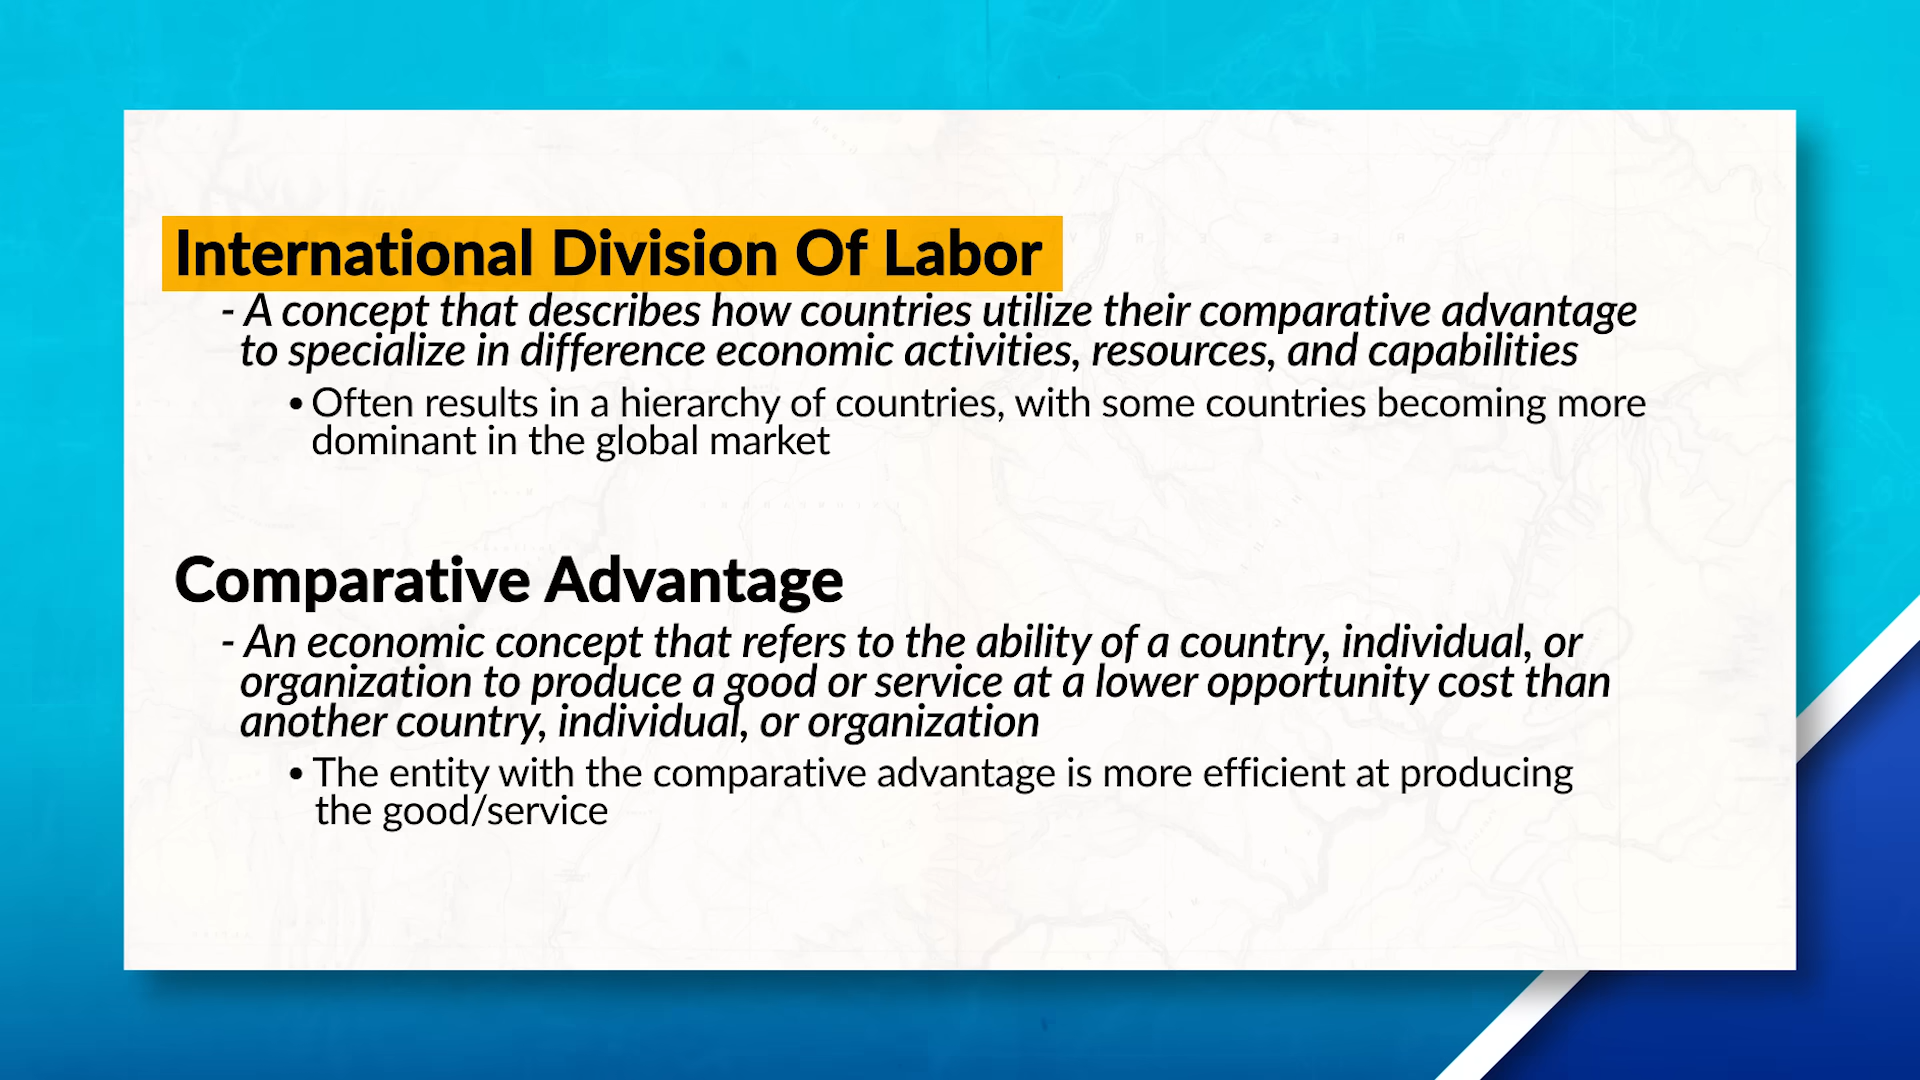 International Division Of Labor
- A concept that describes how countries utilize their comparative advantage
to specialize in difference economic activities, resources, and capabilities
• Often results in a hierarchy of countries, with some countries becoming more
dominant in the global market
Comparative Advantage
- An economic concept that refers to the ability of a country, individual, or
organization to produce a good or service at a lower opportunity cost than
another country, individual, or organization
• The entity with the comparative advantage is more efficient at producing
the good/service